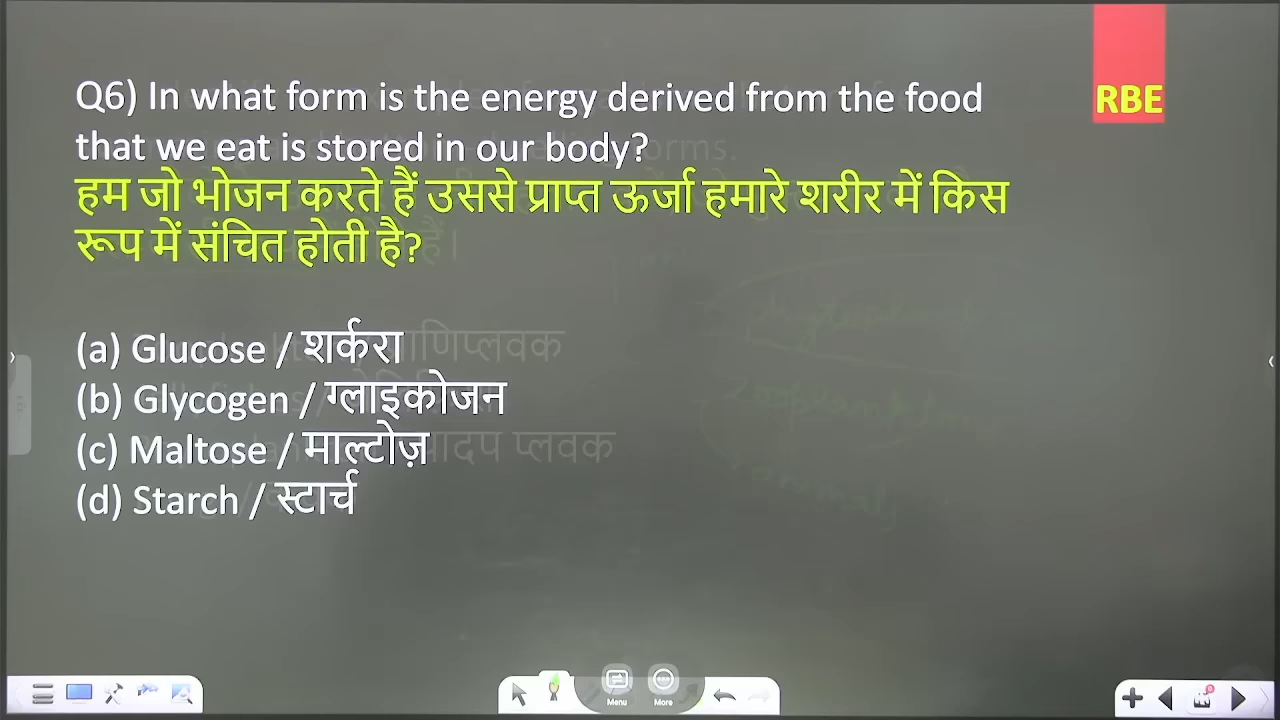 Q6) In what form is the energy derived from the food
RBE
that we eat is stored in our body?
हम जो भोजन करते हैं उससे प्राप्त ऊर्जा हमारे शरीर में किस
रूप में संचित होती है?
(a) Glucose / शर्करा
(b) Glycogen / ग्लाइकोजन
(c) Maltose / माल्टोज़
(d) Starch / स्टार्च
Menu
More